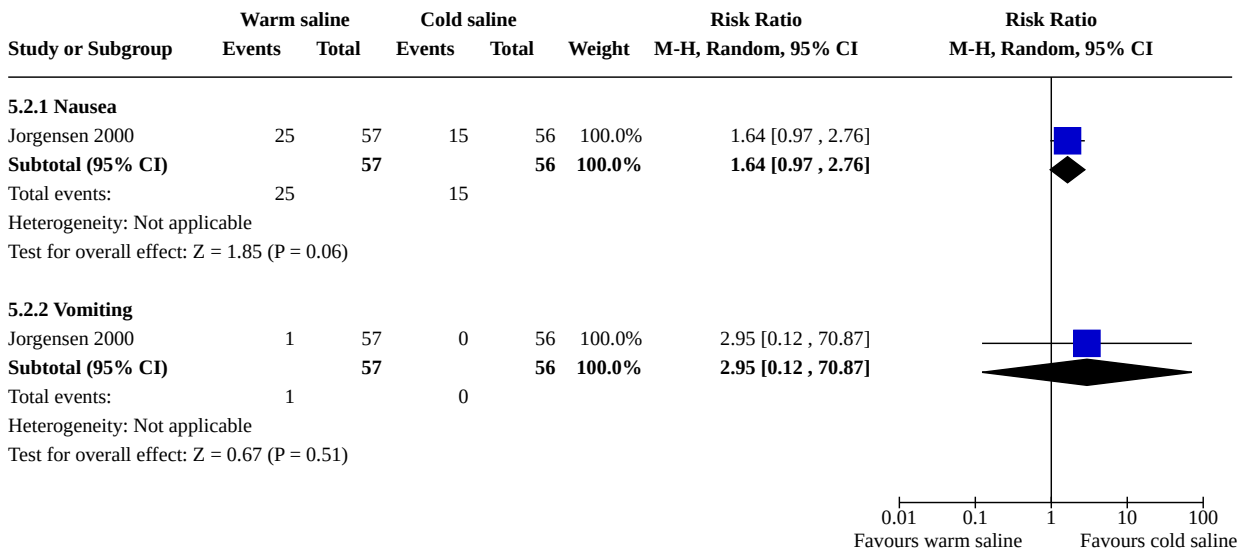 Warm saline Cold saline Risk Ratio Risk Ratio
Study or Subgroup Events Total Events Total Weight M-H, Random, 95% CI M-H, Random, 95% CI
5.2.1 Nausea
Jorgensen 2000 25 57 15 56 100.0% 1.64 [0.97 , 2.76]
Subtotal (95% CI) 57 56 100.0% 1.64 [0.97 , 2.76]
Total events: 25 15
Heterogeneity: Not applicable
Test for overall effect: Z = 1.85 (P = 0.06)
5.2.2 Vomiting
Jorgensen 2000 1 57 0 56 100.0% 2.95 [0.12 , 70.87]
Subtotal (95% CI) 57 56 100.0% 2.95 [0.12 , 70.87]
Total events: 1 0
Heterogeneity: Not applicable
Test for overall effect: Z = 0.67 (P = 0.51)
0.01 0.1 1 10 100
Favours warm saline Favours cold saline